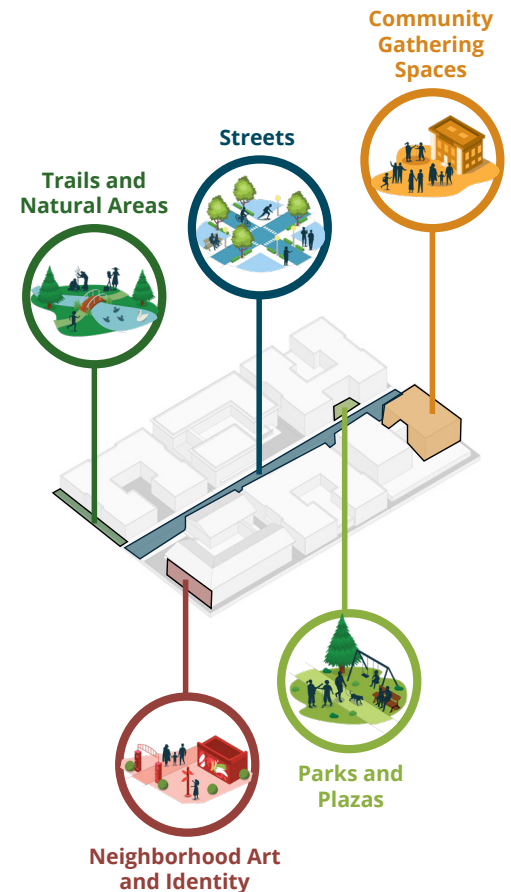 Community
Gathering
Spaces
Streets
Trails and
Natural Areas
Parks and
Plazas
Neighborhood Art
and Identity